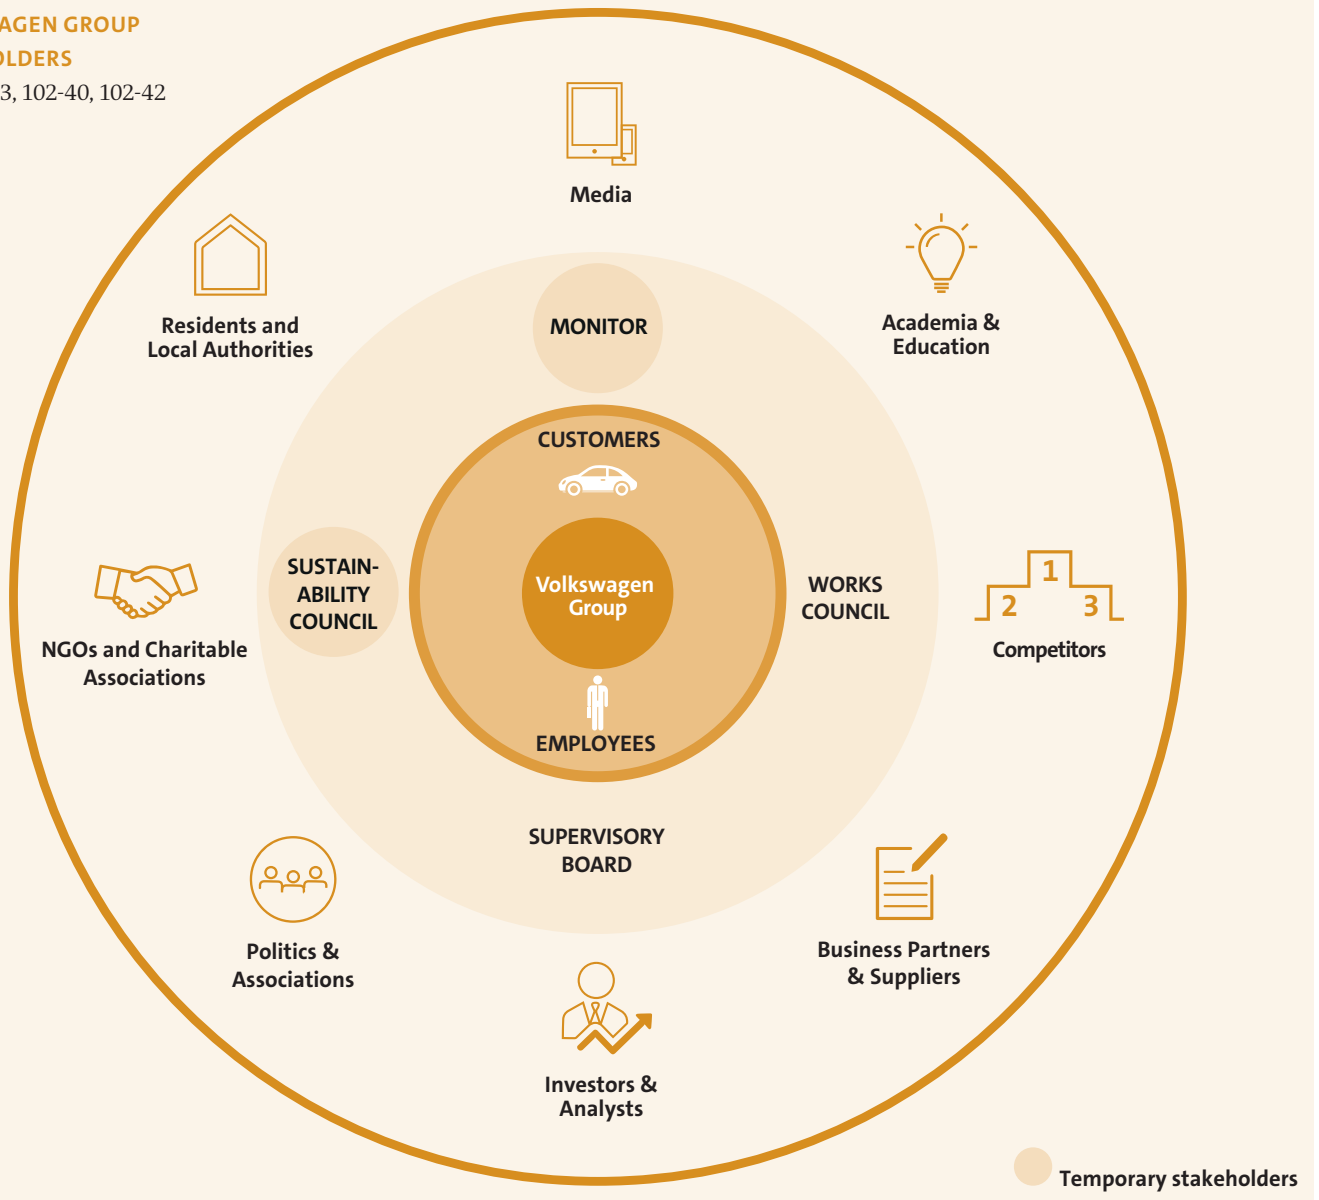 AGEN GROUP
OLDERS
3, 102-40, 102-42
Media
Residents and
Local Authorities
Academia &
Education
MONITOR
CUSTOMERS
SUSTAIN-
ABILITY
COUNCIL
Volkswagen
Group
WORKS
COUNCIL
1
2
3
Competitors
NGOs and Charitable
Associations
EMPLOYEES
SUPERVISORY
BOARD
Politics &
Associations
Business Partners
& Suppliers
Investors &
Analysts
Temporary stakeholders